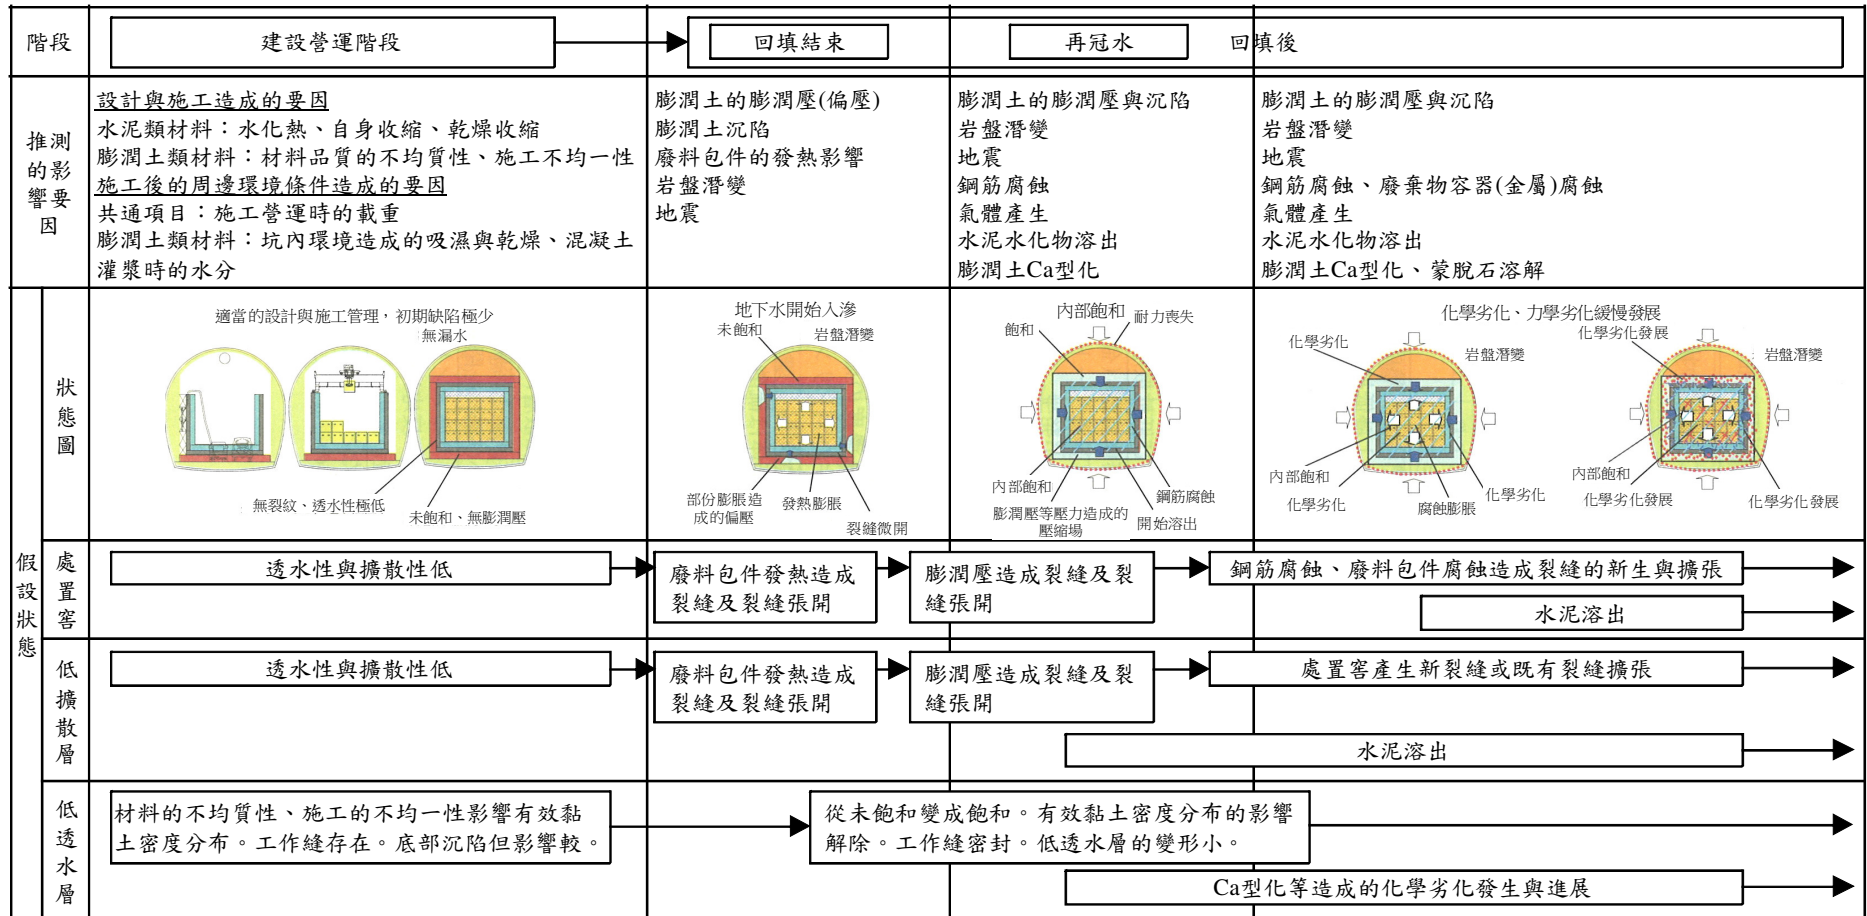 階段
建設營運階段
回填結束
再冠水
回填後
推測
的影
響要
因
設計與施工造成的要因
水泥類材料：水化熱、自身收縮、乾燥收縮
膨潤土類材料：材料品質的不均質性、施工不均一性
施工後的周邊環境條件造成的要因
共通項目：施工營運時的載重
膨潤土類材料：坑內環境造成的吸濕與乾燥、混凝土
灌漿時的水分
膨潤土的膨潤壓(偏壓)
膨潤土沉陷
廢料包件的發熱影響
岩盤潛變
地震
膨潤土的膨潤壓與沉陷
岩盤潛變
地震
鋼筋腐蝕
氣體產生
水泥水化物溶出
膨潤土Ca型化
膨潤土的膨潤壓與沉陷
岩盤潛變
地震
鋼筋腐蝕、廢棄物容器(金屬)腐蝕
氣體產生
水泥水化物溶出
膨潤土Ca型化、蒙脫石溶解
假
設
狀
態
狀
態
圖
適當的設計與施工管理，初期缺陷極少
無漏水
無裂紋、透水性極低
未飽和、無膨潤壓
地下水開始入滲
未飽和
岩盤潛變
部份膨脹造
成的偏壓
發熱膨脹
裂縫微開
內部飽和
飽和
耐力喪失
內部飽和
膨潤壓等壓力造成的
壓縮場
鋼筋腐蝕
開始溶出
化學劣化、力學劣化緩慢發展
化學劣化
岩盤潛變
內部飽和
化學劣化
腐蝕膨脹
化學劣化
化學劣化發展
岩盤潛變
內部飽和
化學劣化發展
化學劣化發展
處
置
窖
透水性與擴散性低
廢料包件發熱造成
裂縫及裂縫張開
膨潤壓造成裂縫及裂
縫張開
鋼筋腐蝕、廢料包件腐蝕造成裂縫的新生與擴張
水泥溶出
低
擴
散
層
透水性與擴散性低
廢料包件發熱造成
裂縫及裂縫張開
膨潤壓造成裂縫及裂
縫張開
處置窖產生新裂縫或既有裂縫擴張
水泥溶出
低
透
水
層
材料的不均質性、施工的不均一性影響有效黏
土密度分布。工作縫存在。底部沉陷但影響較。
從未飽和變成飽和。有效黏土密度分布的影響
解除。工作縫密封。低透水層的變形小。
Ca型化等造成的化學劣化發生與進展